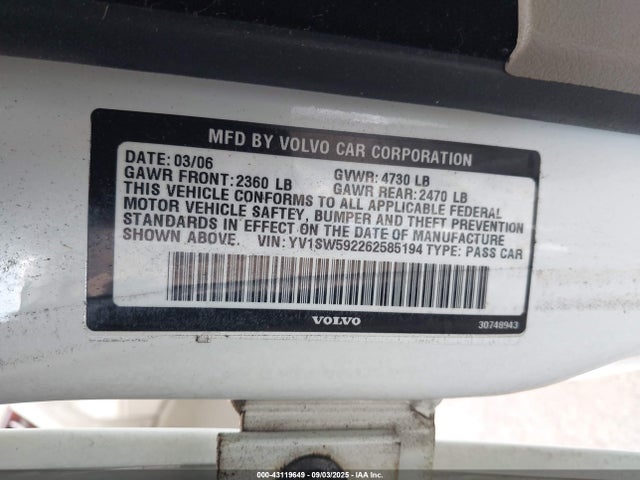 MFD BY VOLVO CAR CORPORATION
DATE: 03/06 GVWR: 4730 LB
GAWR FRONT: 2360 LB GAWR REAR: 2470 LB
THIS VEHICLE CONFORMS TO ALL APPLICABLE FEDERAL
MOTOR VEHICLE SAFTEY, BUMPER AND THEFT PREVENTION
STANDARDS IN EFFECT ON THE DATE OF MANUFACTURE
SHOWN ABOVE. VIN: YV1SW592262585194 TYPE: PASS CAR
VOLVO 30748943
000-43119649 - 09/03/2025 - IAA Inc.